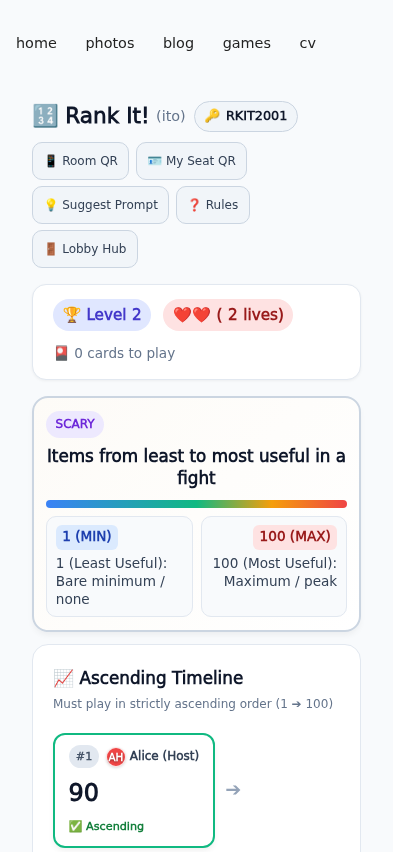 home photos blog games cv
🔢 Rank It! (ito) 🔑 RKIT2001
📱 Room QR 🪪 My Seat QR
💡 Suggest Prompt ❓ Rules
🚪 Lobby Hub
🏆 Level 2 ❤️❤️ ( 2 lives)
🎴 0 cards to play
SCARY
Items from least to most useful in a
fight
1 (MIN) 100 (MAX)
1 (Least Useful): 100 (Most Useful):
Bare minimum / Maximum / peak
none
📈 Ascending Timeline
Must play in strictly ascending order (1 → 100)
#1 AH Alice (Host)
90 →
✅ Ascending